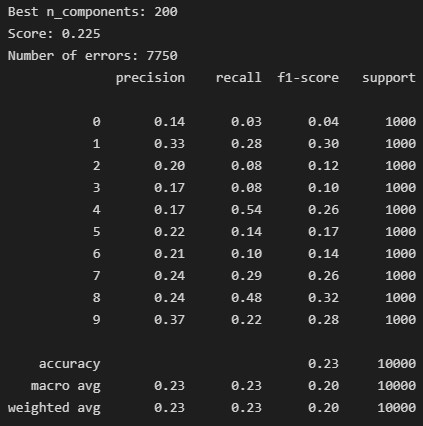 Best n_components: 200
Score: 0.225
Number of errors: 7750
precision recall f1-score support
0 0.14 0.03 0.04 1000
1 0.33 0.28 0.30 1000
2 0.20 0.08 0.12 1000
3 0.17 0.08 0.10 1000
4 0.17 0.54 0.26 1000
5 0.22 0.14 0.17 1000
6 0.21 0.10 0.14 1000
7 0.24 0.29 0.26 1000
8 0.24 0.48 0.32 1000
9 0.37 0.22 0.28 1000
accuracy 0.23 10000
macro avg 0.23 0.23 0.20 10000
weighted avg 0.23 0.23 0.20 10000